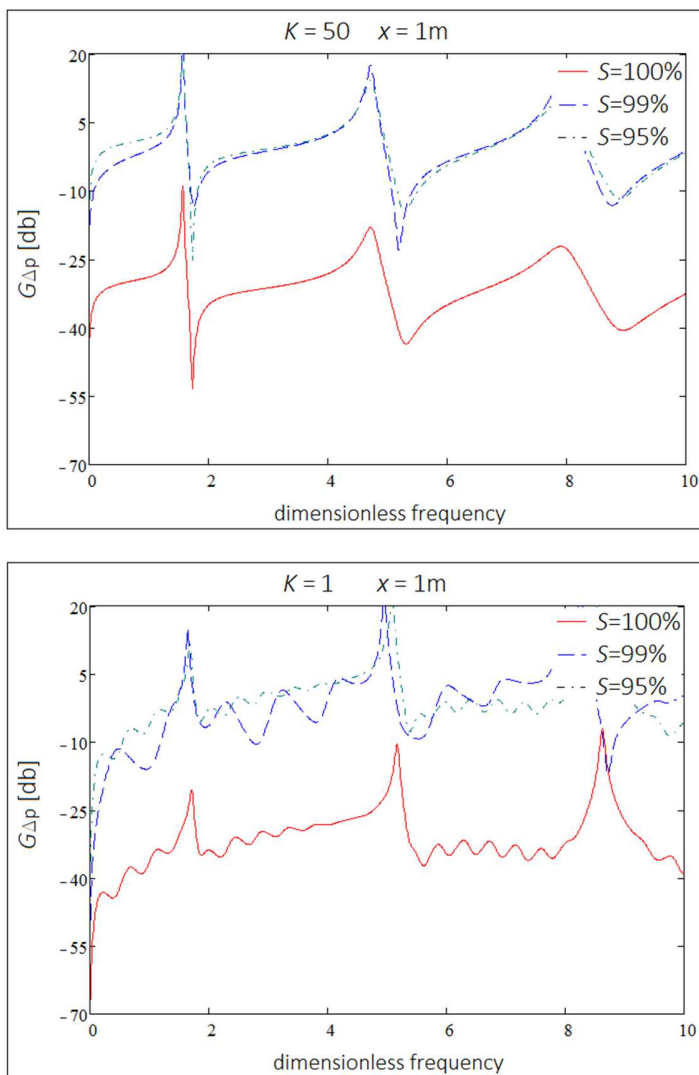 K = 50 x = 1m
20
5
-10
-25
-40
-55
-70
G∆p [db]
S=100%
S=99%
S=95%
0 2 4 6 8 10
dimensionless frequency
K = 1 x = 1m
20
5
-10
-25
-40
-55
-70
G∆p [db]
S=100%
S=99%
S=95%
0 2 4 6 8 10
dimensionless frequency